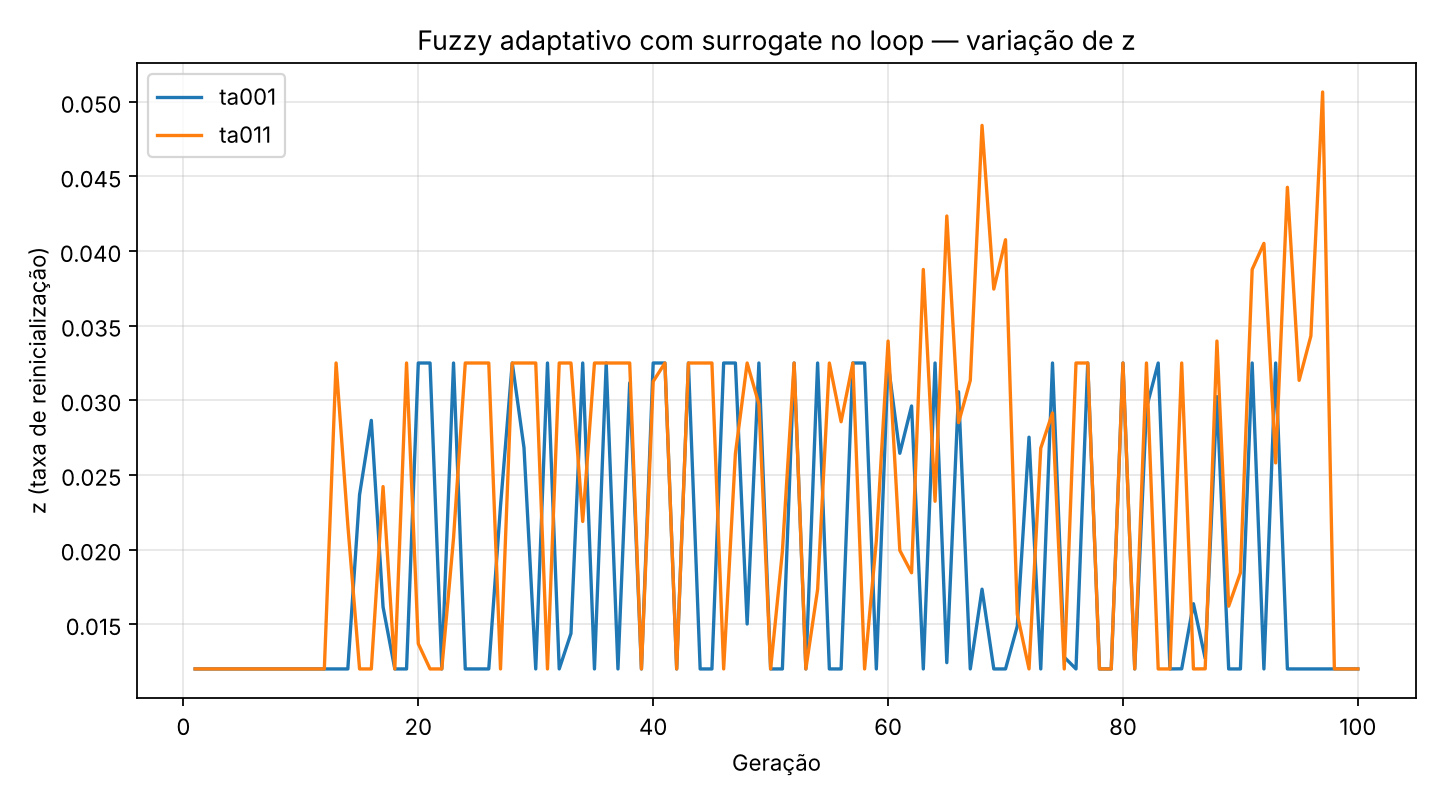 Fuzzy adaptativo com surrogate no loop — variação de z
ta001
ta011
z (taxa de reinicialização)
0.050
0.045
0.040
0.035
0.030
0.025
0.020
0.015
0 20 40 60 80 100
Geração